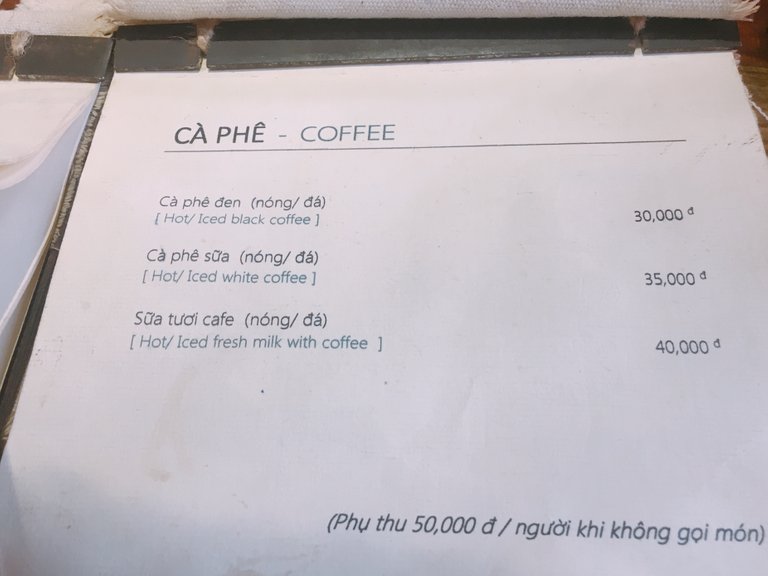 CÀ PHÊ - COFFEE
Cà phê đen (nóng/ đá)
[ Hot/ Iced black coffee ]
30,000 đ
Cà phê sữa (nóng/ đá)
[ Hot/ Iced white coffee ]
35,000 đ
Sữa tươi cafe (nóng/ đá)
[ Hot/ Iced fresh milk with coffee ]
40,000 đ
(Phụ thu 50,000 đ / người khi không gọi món)